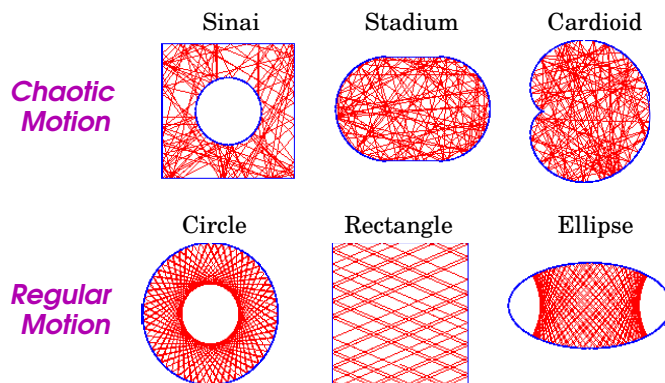 Sinai Stadium Cardioid
Chaotic
Motion
Circle Rectangle Ellipse
Regular
Motion